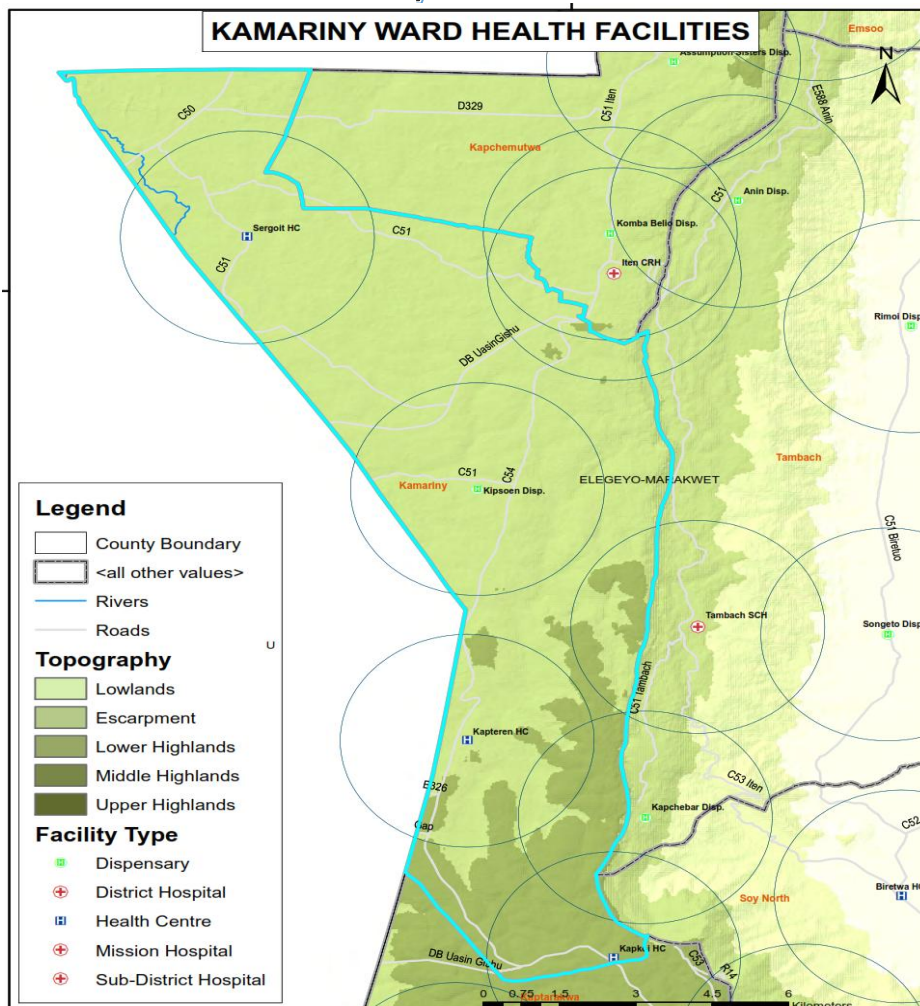 KAMARINY WARD HEALTH FACILITIES
Emsoo
N
Assumption Sisters Disp.
E588 Anin
C50
D329
C51 Iten
Kapchemutwa
Anin Disp.
C51
Sergoit HC
C51
Komba Belio Disp.
C51
Iten CRH
Rimoi Disp.
DB UasinGishu
Tambach
C51
C54
ELEGEYO-MARAKWET
Kamariny
Kipsoen Disp.
C51 Biretuo
Tambach SCH
Songeto Disp.
C51 Tambach
Kapteren HC
C53 Iten
E326
Kapchebar Disp.
C52
Gap
Biretwa HC
Soy North
DB Uasin Gishu
Kapkoi HC
C53
R14
Legend
County Boundary
<all other values>
Rivers
Roads
U
Topography
Lowlands
Escarpment
Lower Highlands
Middle Highlands
Upper Highlands
Facility Type
Dispensary
District Hospital
Health Centre
Mission Hospital
Sub-District Hospital
0 0.75 1.5 3 4.5 6
Kilometers